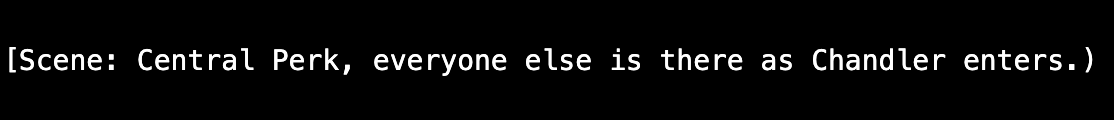 [Scene: Central Perk, everyone else is there as Chandler enters.)